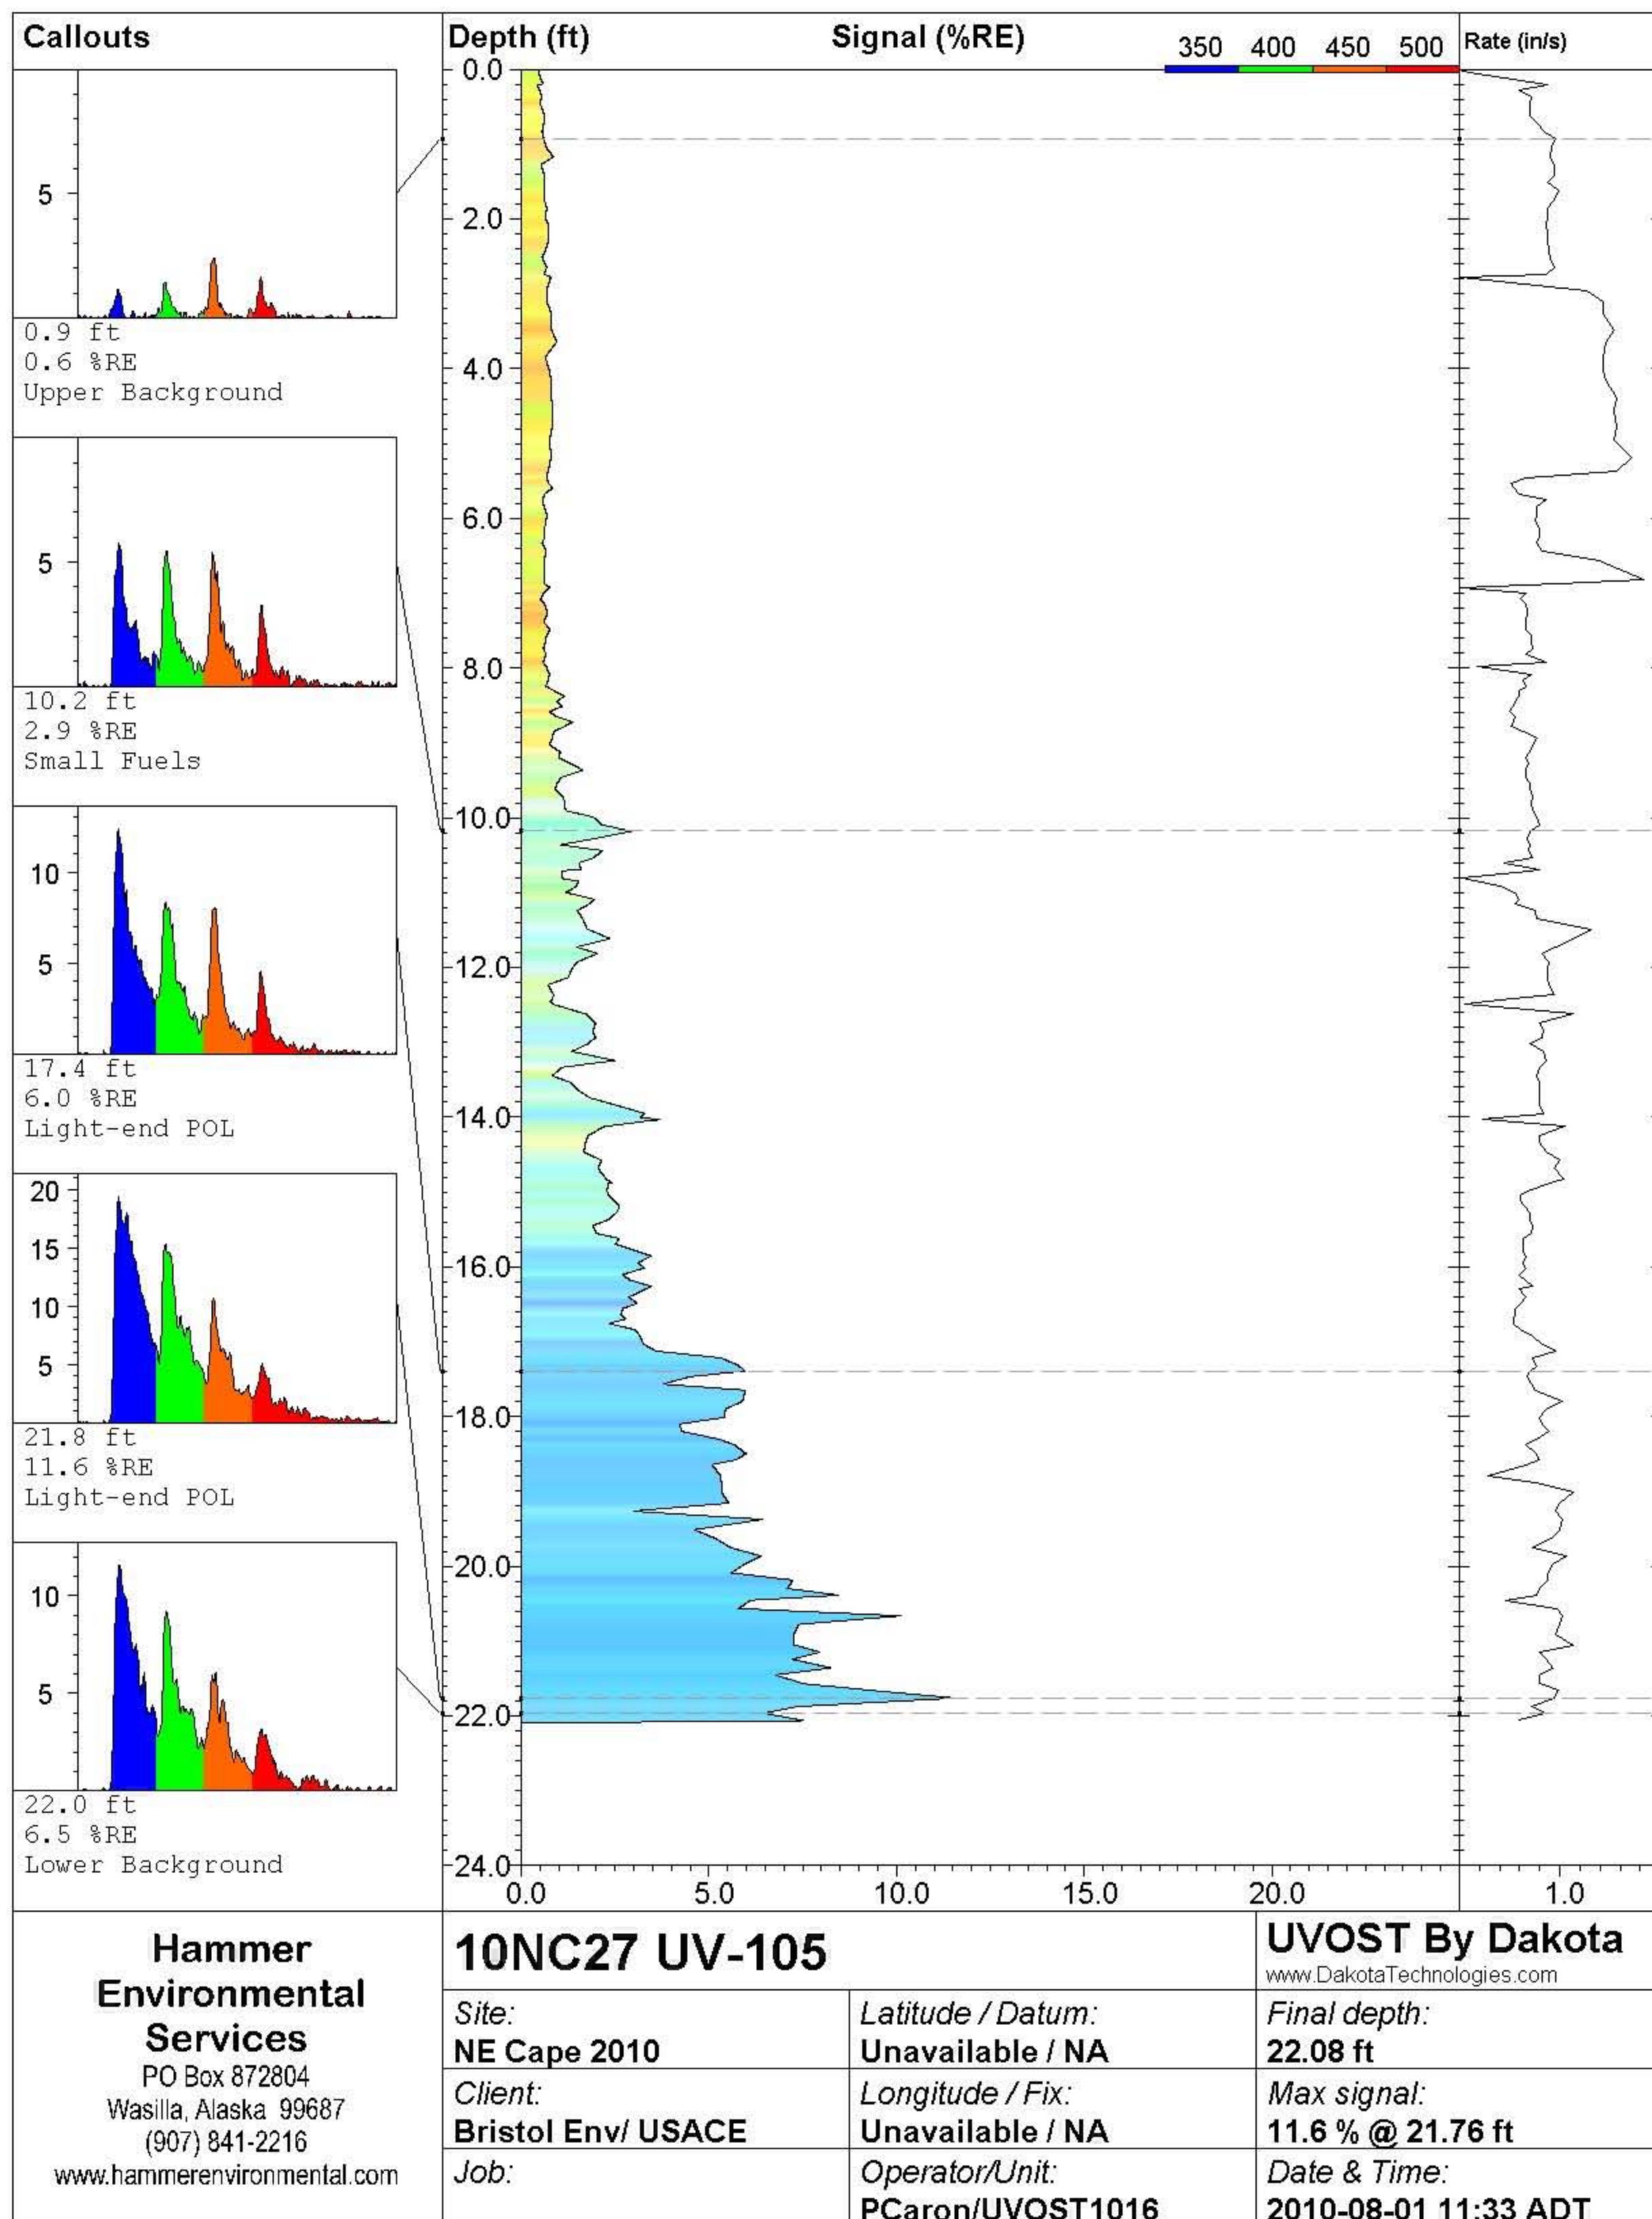 Callouts
Depth (ft)
Signal (%RE)
350 400 450 500
Rate (in/s)
5
0.9 ft
0.6 %RE
Upper Background
5
10.2 ft
2.9 %RE
Small Fuels
10
5
17.4 ft
6.0 %RE
Light-end POL
20
15
10
5
21.8 ft
11.6 %RE
Light-end POL
10
5
22.0 ft
6.5 %RE
Lower Background
0.0
2.0
4.0
6.0
8.0
10.0
12.0
14.0
16.0
18.0
20.0
22.0
24.0
0.0 5.0 10.0 15.0 20.0
1.0
Hammer
Environmental
Services
PO Box 872804
Wasilla, Alaska 99687
(907) 841-2216
www.hammerenvironmental.com
10NC27 UV-105
UVOST By Dakota
www.DakotaTechnologies.com
Site:
NE Cape 2010
Latitude / Datum:
Unavailable / NA
Final depth:
22.08 ft
Client:
Bristol Env/ USACE
Longitude / Fix:
Unavailable / NA
Max signal:
11.6 % @ 21.76 ft
Job:
Operator/Unit:
PCaron/UVOST1016
Date & Time:
2010-08-01 11:33 ADT